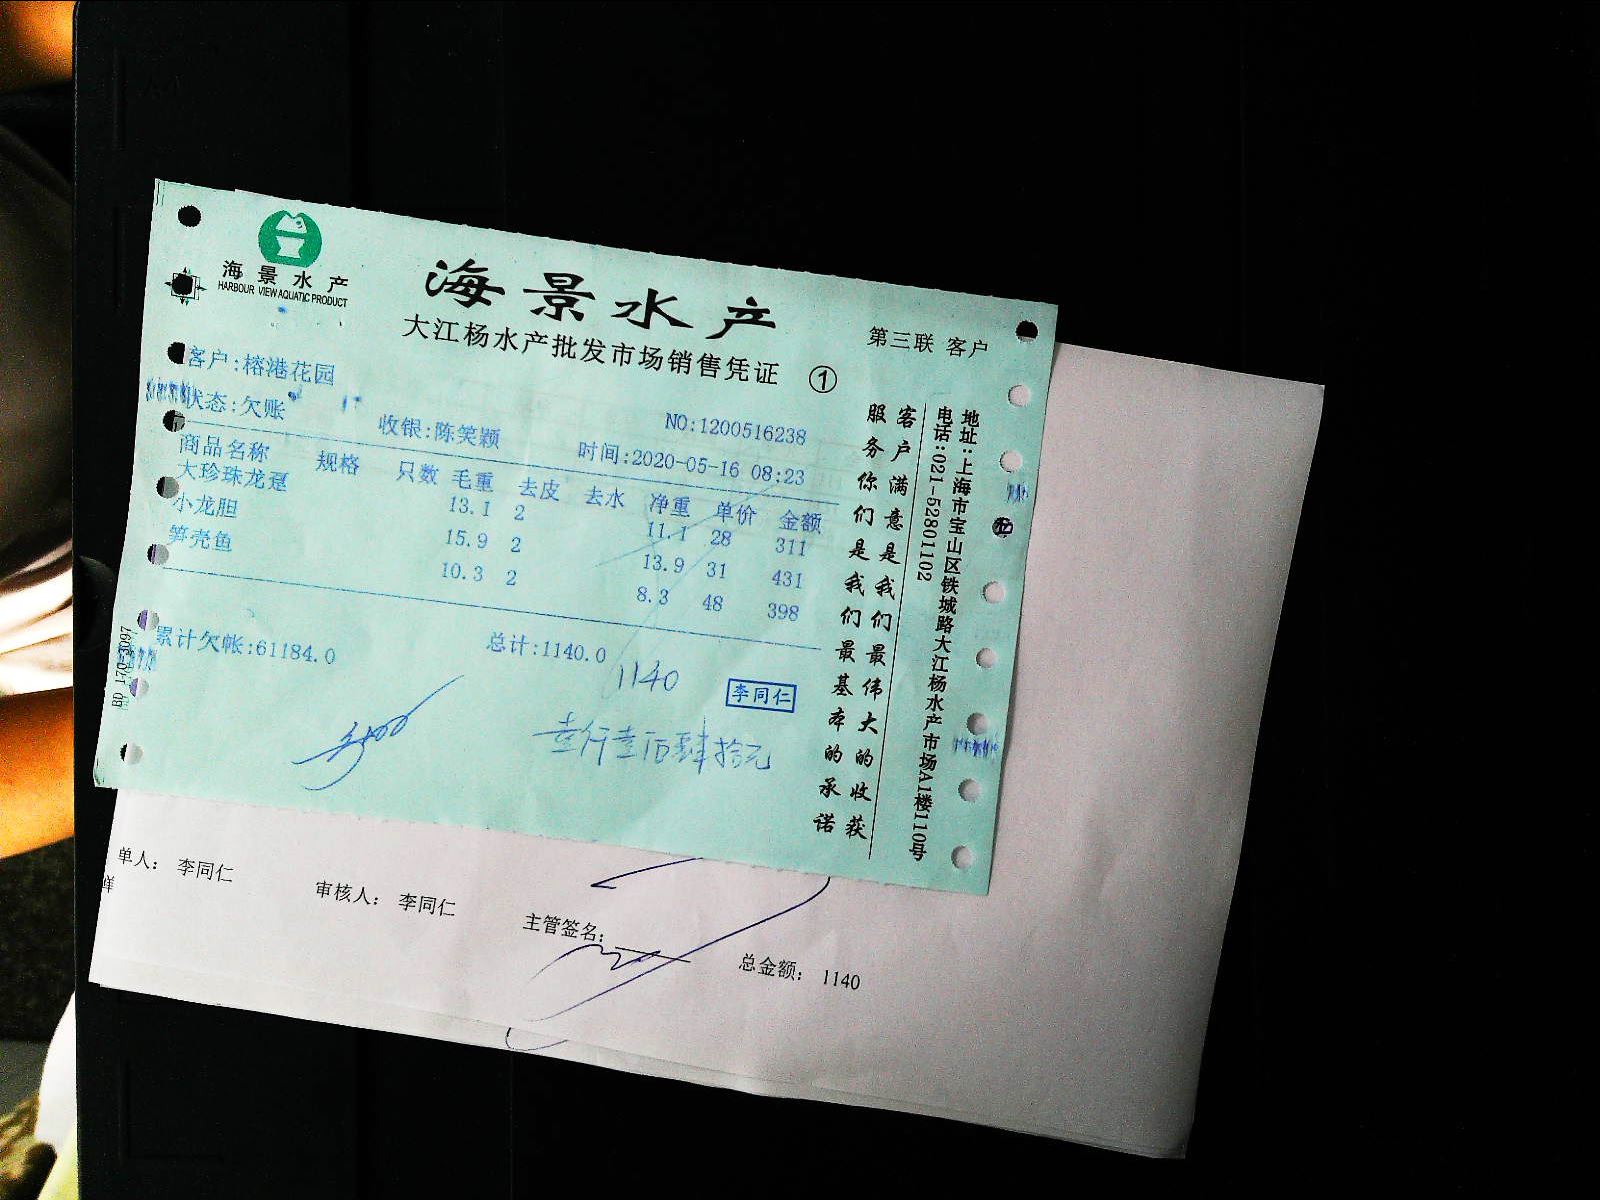 海景水产
HARBOUR VIEW AQUATIC PRODUCT
海景水产
大江杨水产批发市场销售凭证 ①
第三联 客户
客户:榕港花园
状态:欠账
收银:陈笑颖
NO:1200516238
时间:2020-05-16 08:23
商品名称 规格 只数 毛重 去皮 去水 净重 单价 金额
大珍珠龙趸 13.1 2 11.1 28 311
小龙胆 15.9 2 13.9 31 431
笋壳鱼 10.3 2 8.3 48 398
累计欠帐:61184.0
总计:1140.0
1140
李同仁
壹仟壹佰肆拾元
客户满意是我们最伟大的收获
服务你们是我们最基本的承诺
地址:上海市宝山区铁城路大江杨水产市场A1楼110号
电话:021-52801102
单人: 李同仁
审核人: 李同仁
主管签名:
总金额: 1140